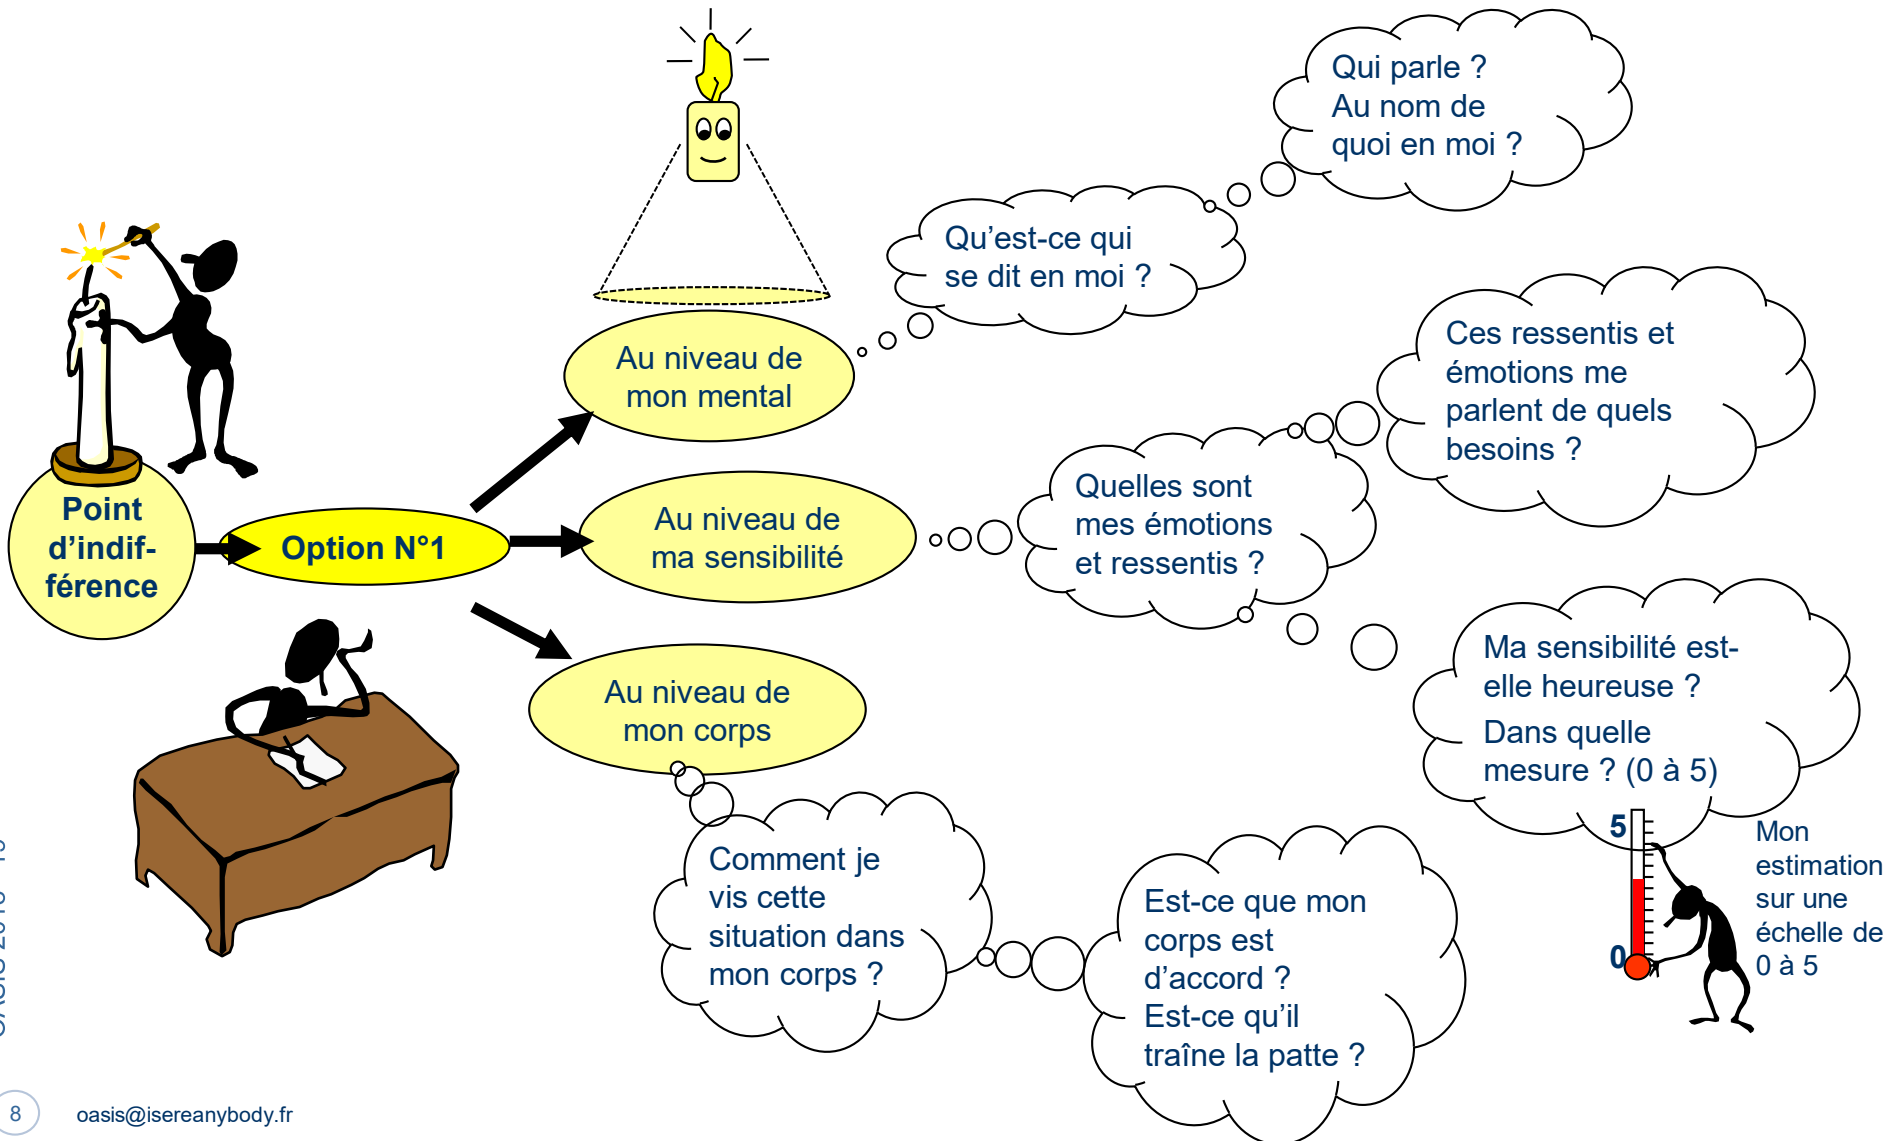 Qui parle ?
Au nom de
quoi en moi ?
Qu’est-ce qui
se dit en moi ?
Au niveau de
mon mental
Ces ressentis et
émotions me
parlent de quels
besoins ?
Point
d’indif-
férence
Option N°1
Au niveau de
ma sensibilité
Quelles sont
mes émotions
et ressentis ?
Ma sensibilité est-
elle heureuse ?
Dans quelle
mesure ? (0 à 5)
Au niveau de
mon corps
Comment je
vis cette
situation dans
mon corps ?
Est-ce que mon
corps est
d’accord ?
Est-ce qu’il
traîne la patte ?
5
0
Mon
estimation
sur une
échelle de
0 à 5
8
oasis@isereanybody.fr